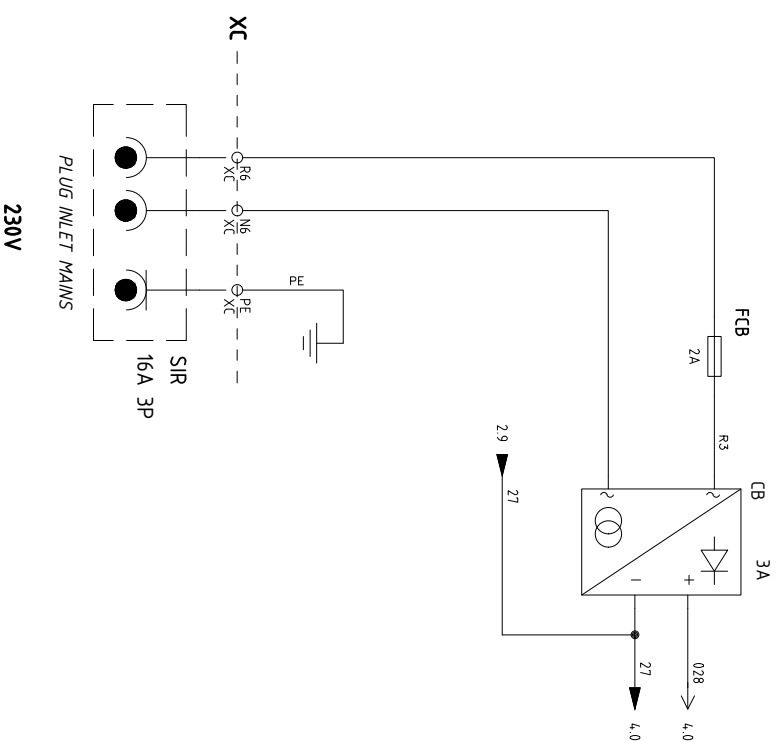 XC
R6
XC
N6
XC
PE
XC
PE
PLUG INLET MAINS
230V
SIR
16A 3P
FCB
2A
R3
CB
3A
~
~
-
+
2.9
27
27
4.0
028
4.0